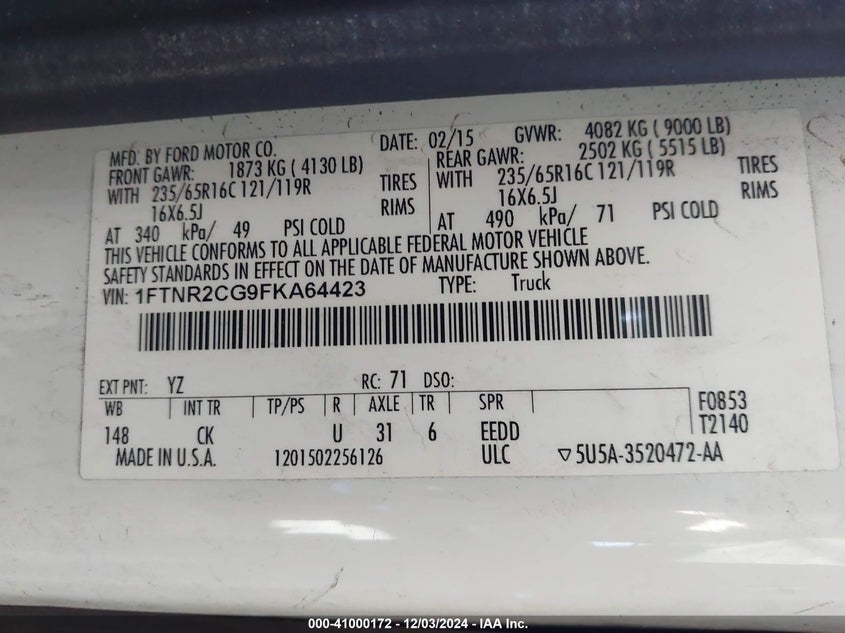 MFD. BY FORD MOTOR CO. DATE: 02/15 GVWR: 4082 KG ( 9000 LB)
FRONT GAWR: 1873 KG ( 4130 LB) REAR GAWR: 2502 KG ( 5515 LB)
WITH 235/65R16C 121/119R TIRES WITH 235/65R16C 121/119R TIRES
16X6.5J RIMS 16X6.5J RIMS
AT 340 kPa/ 49 PSI COLD AT 490 kPa/ 71 PSI COLD
THIS VEHICLE CONFORMS TO ALL APPLICABLE FEDERAL MOTOR VEHICLE
SAFETY STANDARDS IN EFFECT ON THE DATE OF MANUFACTURE SHOWN ABOVE.
VIN: 1FTNR2CG9FKA64423 TYPE: Truck
EXT PNT: YZ RC: 71 DSO:
WB INT TR TP/PS R AXLE TR SPR F0853
148 CK U 31 6 EEDD T2140
MADE IN U.S.A. 1201502256126 ULC ▽5U5A-3520472-AA
000-41000172 - 12/03/2024 - IAA Inc.